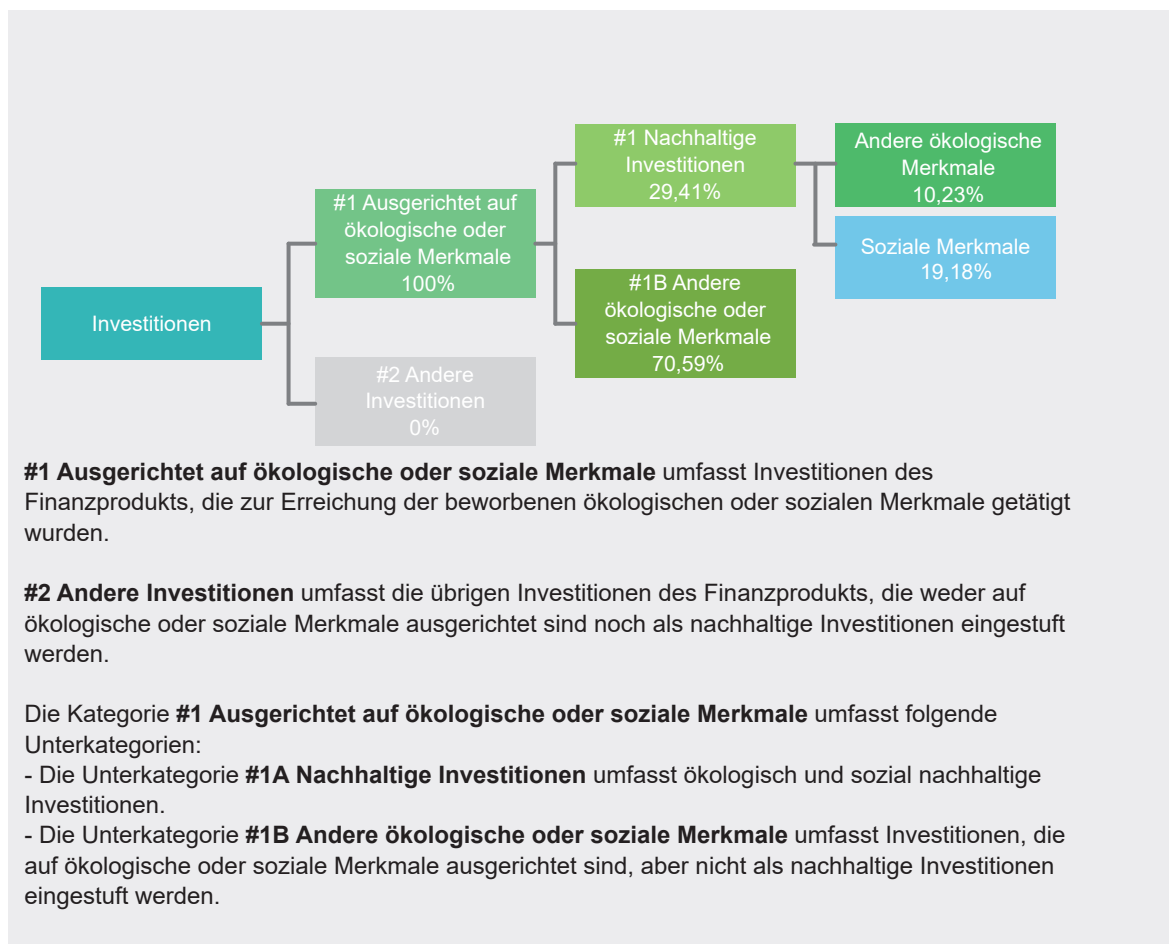 #1 Nachhaltige
Investitionen
29,41%
Andere ökologische
Merkmale
10,23%
#1 Ausgerichtet auf
ökologische oder
soziale Merkmale
100%
Soziale Merkmale
19,18%
Investitionen
#1B Andere
ökologische oder
soziale Merkmale
70,59%
#2 Andere
Investitionen
0%
#1 Ausgerichtet auf ökologische oder soziale Merkmale umfasst Investitionen des
Finanzprodukts, die zur Erreichung der beworbenen ökologischen oder sozialen Merkmale getätigt
wurden.
#2 Andere Investitionen umfasst die übrigen Investitionen des Finanzprodukts, die weder auf
ökologische oder soziale Merkmale ausgerichtet sind noch als nachhaltige Investitionen eingestuft
werden.
Die Kategorie #1 Ausgerichtet auf ökologische oder soziale Merkmale umfasst folgende
Unterkategorien:
- Die Unterkategorie #1A Nachhaltige Investitionen umfasst ökologisch und sozial nachhaltige
Investitionen.
- Die Unterkategorie #1B Andere ökologische oder soziale Merkmale umfasst Investitionen, die
auf ökologische oder soziale Merkmale ausgerichtet sind, aber nicht als nachhaltige Investitionen
eingestuft werden.